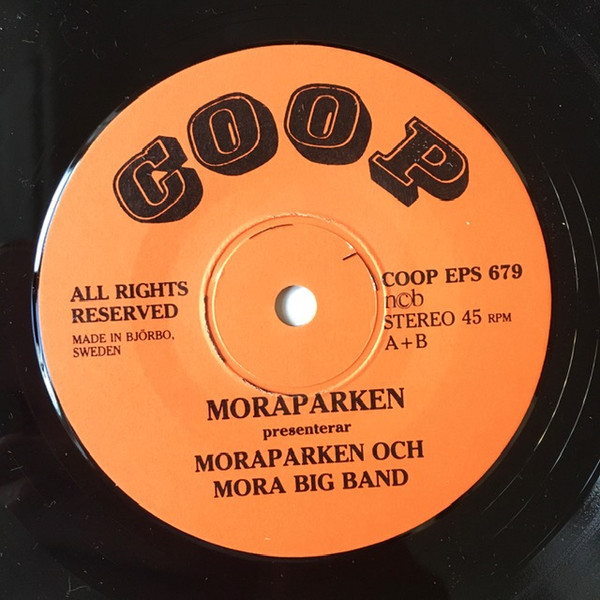 COOP
ALL RIGHTS
RESERVED
MADE IN BJÖRBO,
SWEDEN
COOP EPS 679
n©b
STEREO 45 RPM
A+B
MORAPARKEN
presenterar
MORAPARKEN OCH
MORA BIG BAND